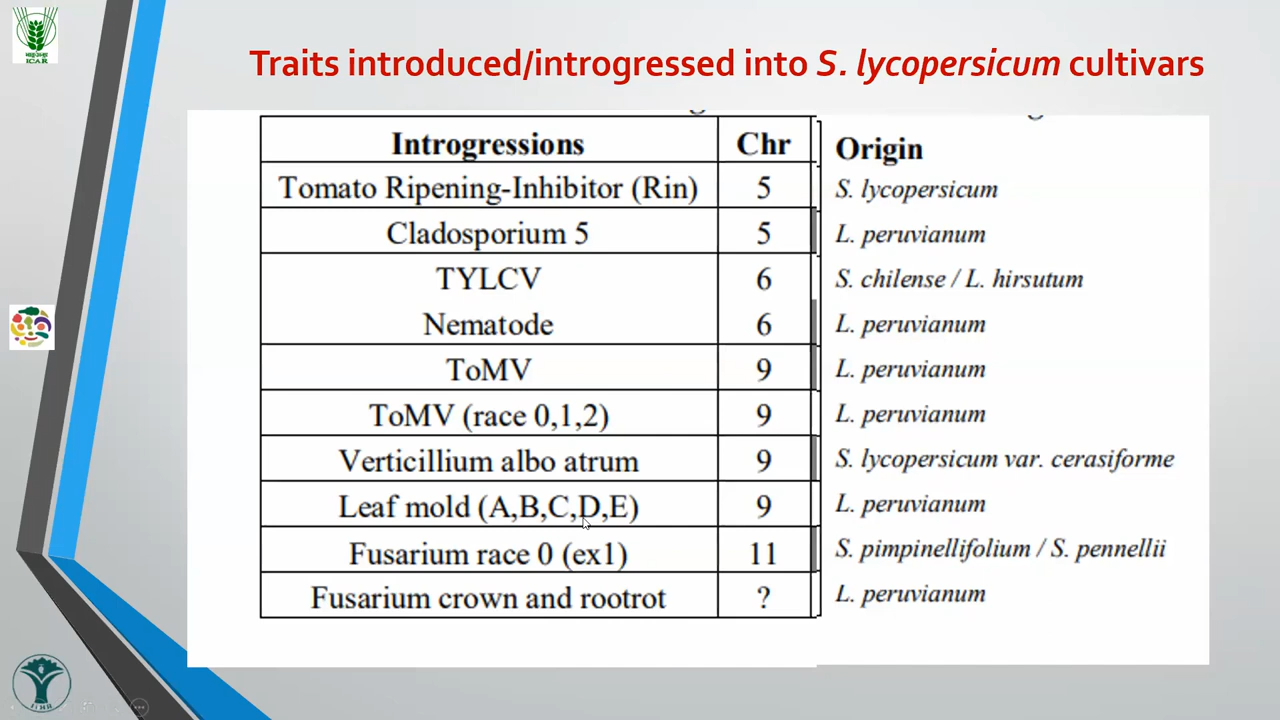 ICAR
Traits introduced/introgressed into S. lycopersicum cultivars
Introgressions Chr Origin
Tomato Ripening-Inhibitor (Rin) 5 S. lycopersicum
Cladosporium 5 5 L. peruvianum
TYLCV 6 S. chilense / L. hirsutum
Nematode 6 L. peruvianum
ToMV 9 L. peruvianum
ToMV (race 0,1,2) 9 L. peruvianum
Verticillium albo atrum 9 S. lycopersicum var. cerasiforme
Leaf mold (A,B,C,D,E) 9 L. peruvianum
Fusarium race 0 (ex1) 11 S. pimpinellifolium / S. pennellii
Fusarium crown and rootrot ? L. peruvianum